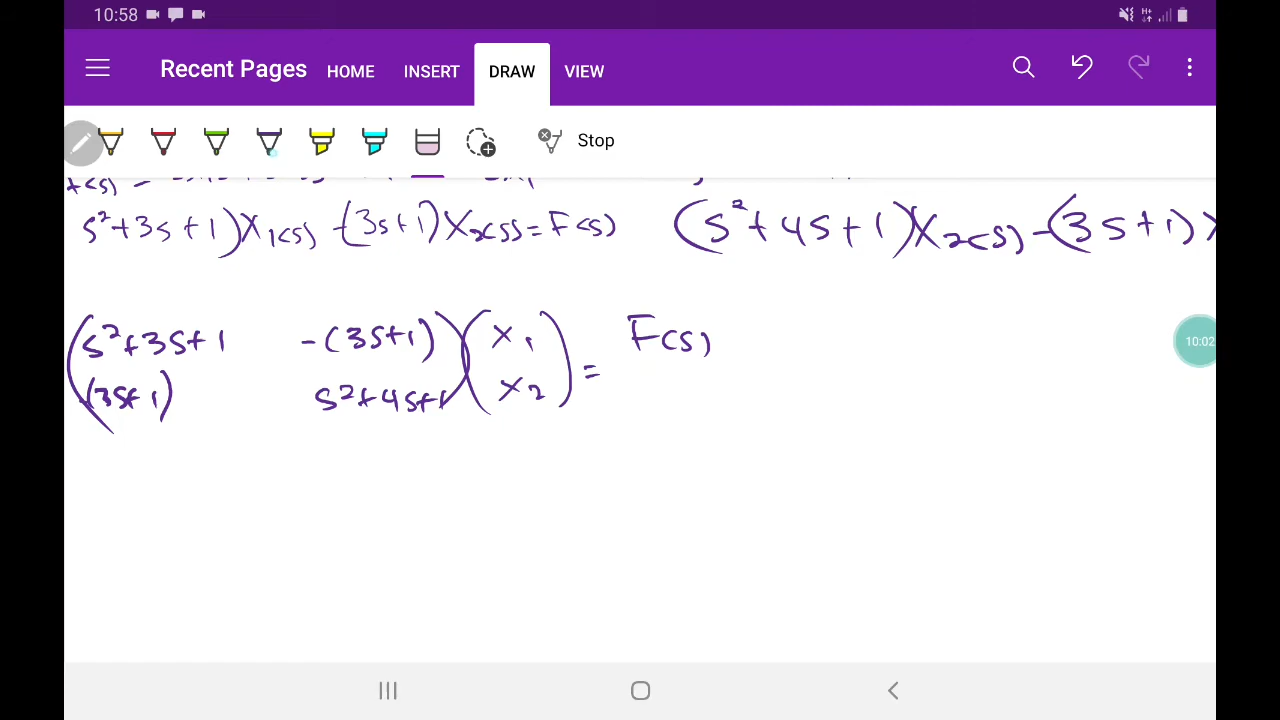 10:58
Recent Pages HOME INSERT DRAW VIEW
Stop
s²+3s+1)X₁(s) -(3s+1)X₂(s)=F(s) (s²+4s+1)X₂(s)-(3s+1)
(s²+3s+1 -(3s+1))(x₁ = F(s)
(3s+1) s²+4s+1 x₂)
10:02